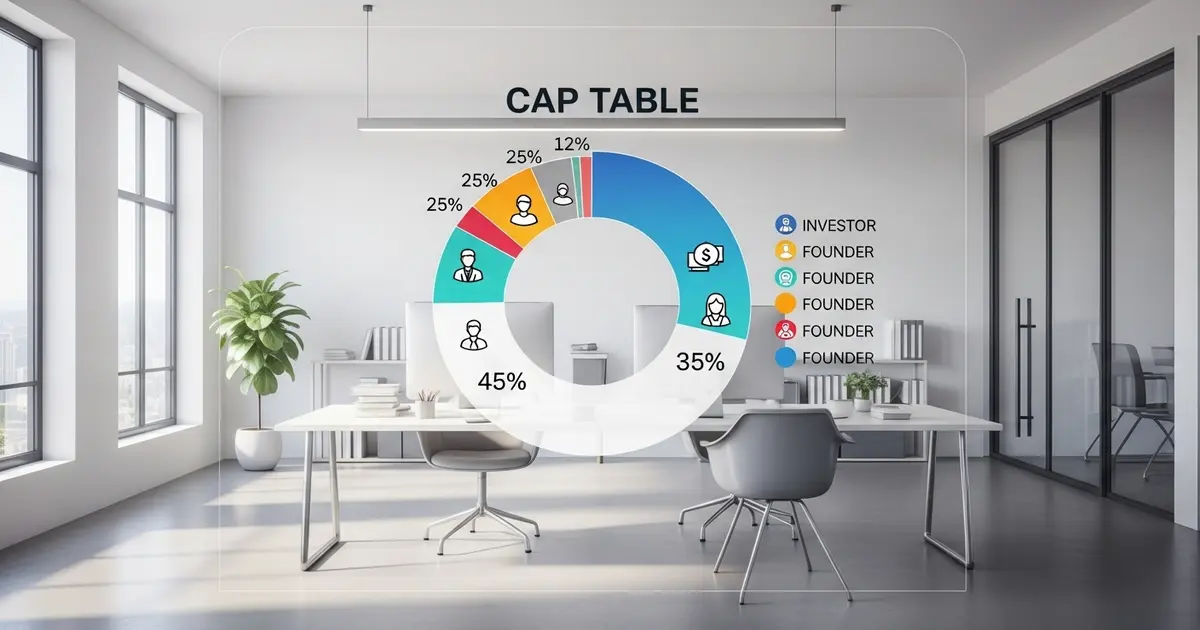 CAP TABLE
12%
25%
25%
25%
45%
35%
$
INVESTOR
FOUNDER
FOUNDER
FOUNDER
FOUNDER
FOUNDER